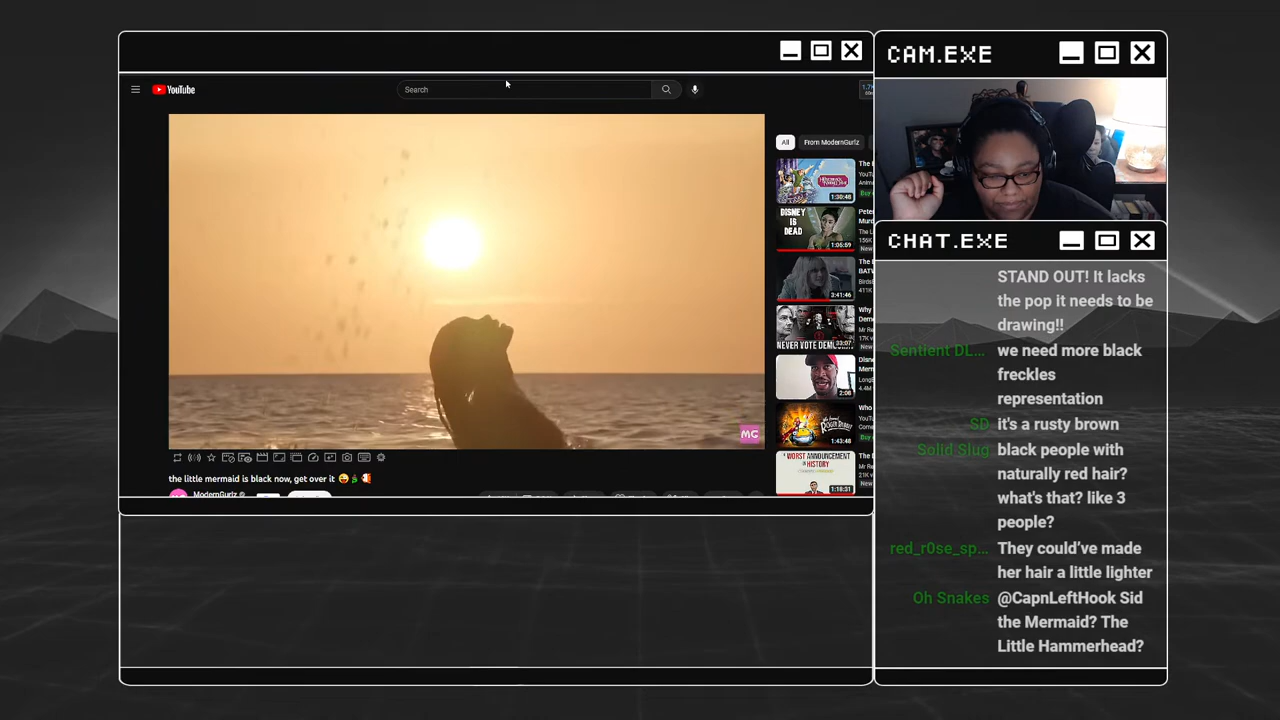 CAM.EXE
YouTube
Search
All
From ModernGurlz
1:30:48
DISNEY
IS
DEAD
1:05:59
3:41:46
NEVER VOTE
33:07
2:08
1:43:48
WORST ANNOUNCEMENT
IN HISTORY
1:18:31
MG
the little mermaid is black now, get over it 😜🧜‍♀️
ModernGurlz
CHAT.EXE
STAND OUT! It lacks
the pop it needs to be
drawing!!
Sentient DL... we need more black
freckles
representation
SD it's a rusty brown
Solid Slug black people with
naturally red hair?
what's that? like 3
people?
red_r0se_sp... They could've made
her hair a little lighter
Oh Snakes @CapnLeftHook Sid
the Mermaid? The
Little Hammerhead?